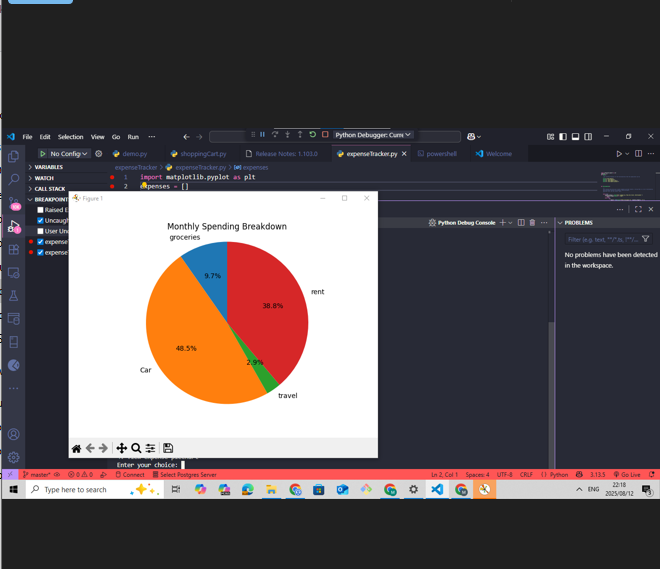 File Edit Selection View Go Run ...
Python Debugger: Curre
No Config
demo.py
shoppingCart.py
Release Notes: 1.103.0
expenseTracker.py
powershell
Welcome
VARIABLES
WATCH
CALL STACK
BREAKPOINT
Raised E
Uncaugh
User Unc
expense
expense
expenseTracker > expenseTracker.py > expenses
1 import matplotlib.pyplot as plt
2 expenses = []
Figure 1
Python Debug Console
PROBLEMS
Filter (e.g. text, **/*.ts, !**/...
No problems have been detected
in the workspace.
Monthly Spending Breakdown
groceries
9.7%
rent
38.8%
48.5%
Car
2.9%
travel
Enter your choice:
master*
0 0
Connect
Select Postgres Server
Ln 2, Col 1
Spaces: 4
UTF-8
CRLF
Python
3.13.5
Go Live
Type here to search
ENG
22:18
2025/08/12